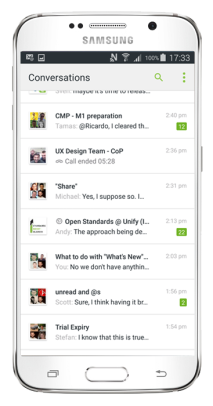 SAMSUNG
100% 17:33
Conversations
maybe it's time to releas...
CMP - M1 preparation 2:40 pm
Tamas: @Ricardo, I cleared th... 12
UX Design Team - CoP 2:36 pm
Call ended 05:28
"Share" 2:31 pm
Michael: Yes, I suppose so. I...
Open Standards @ Unify (I... 2:13 pm
Andy: The approach being de... 22
What to do with "What's New"... 2:03 pm
You: No we don't have anythin...
unread and @s 1:56 pm
Scott: Sure, I think having it br... 2
Trial Expiry 1:54 pm
Stefan: I know that this is true...